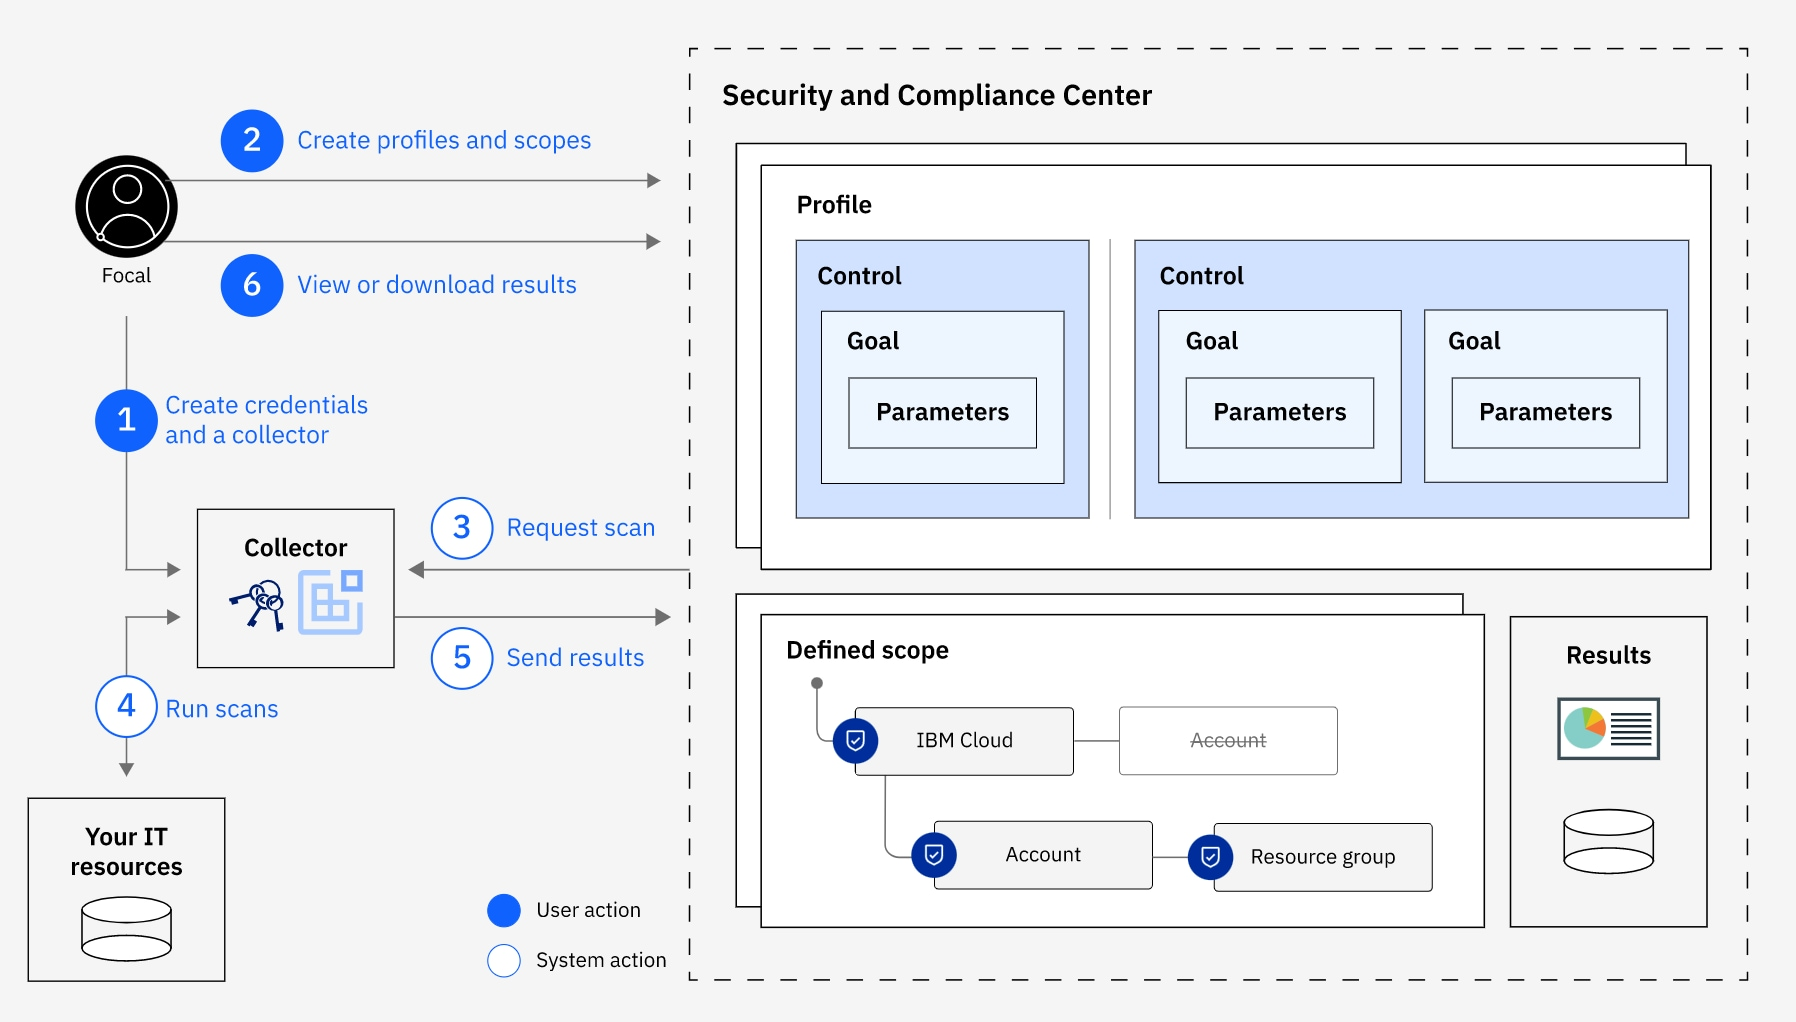 Security and Compliance Center
2
Create profiles and scopes
Focal
6
View or download results
1
Create credentials
and a collector
Collector
3
Request scan
5
Send results
4
Run scans
Your IT
resources
User action
System action
Profile
Control
Goal
Parameters
Control
Goal
Parameters
Goal
Parameters
Defined scope
IBM Cloud
Account
Account
Resource group
Results